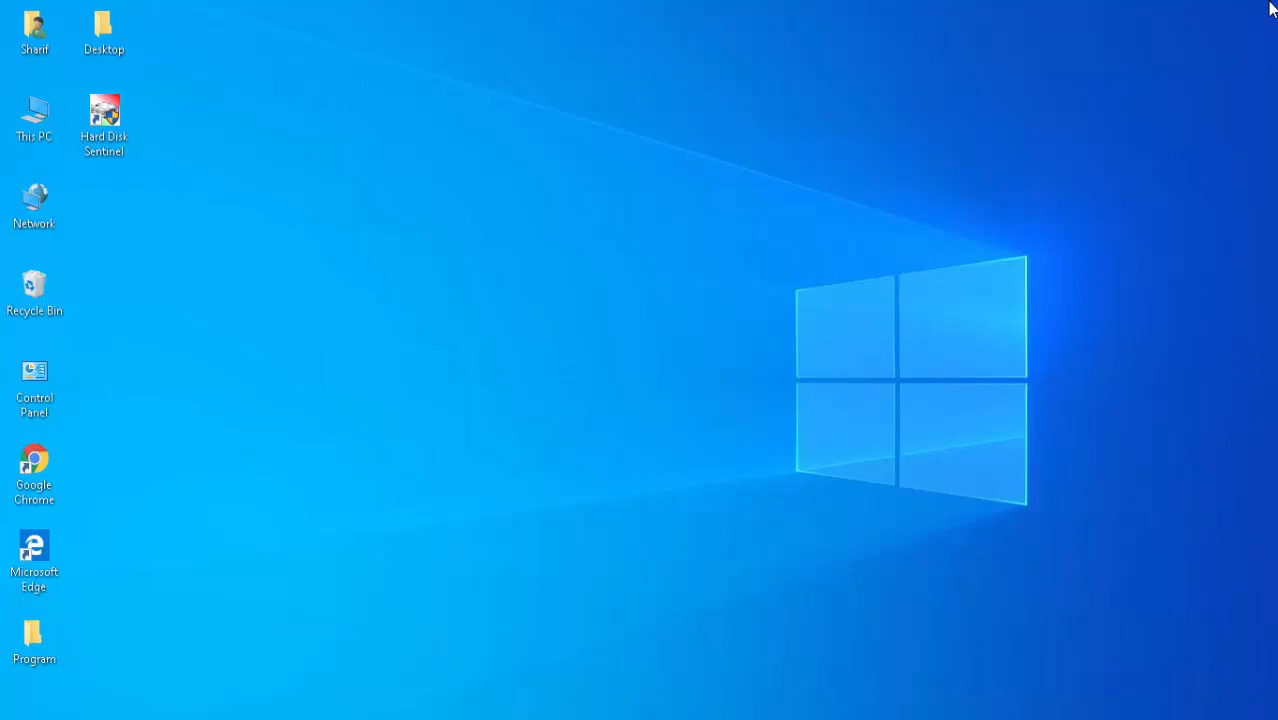 Sharif
Desktop
This PC
Hard Disk
Sentinel
Network
Recycle Bin
Control
Panel
Google
Chrome
Microsoft
Edge
Program